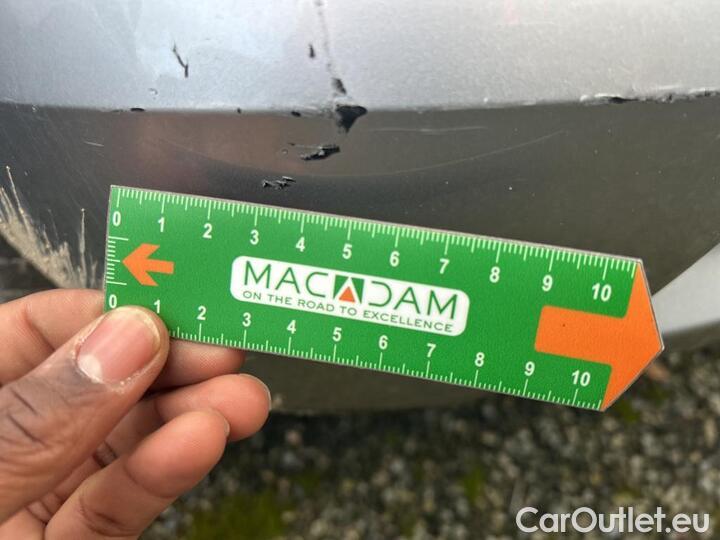 0 1 2 3 4 5 6 7 8 9 10
MACADAM
ON THE ROAD TO EXCELLENCE
0 1 2 3 4 5 6 7 8 9 10
CarOutlet.eu